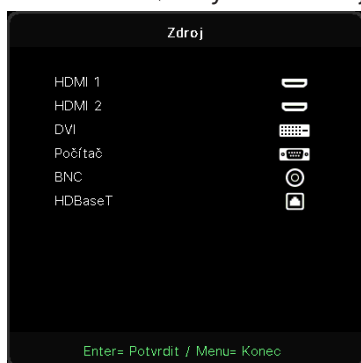 Zdroj
HDMI 1
HDMI 2
DVI
Počítač
BNC
HDBaseT
Enter= Potvrdit / Menu= Konec